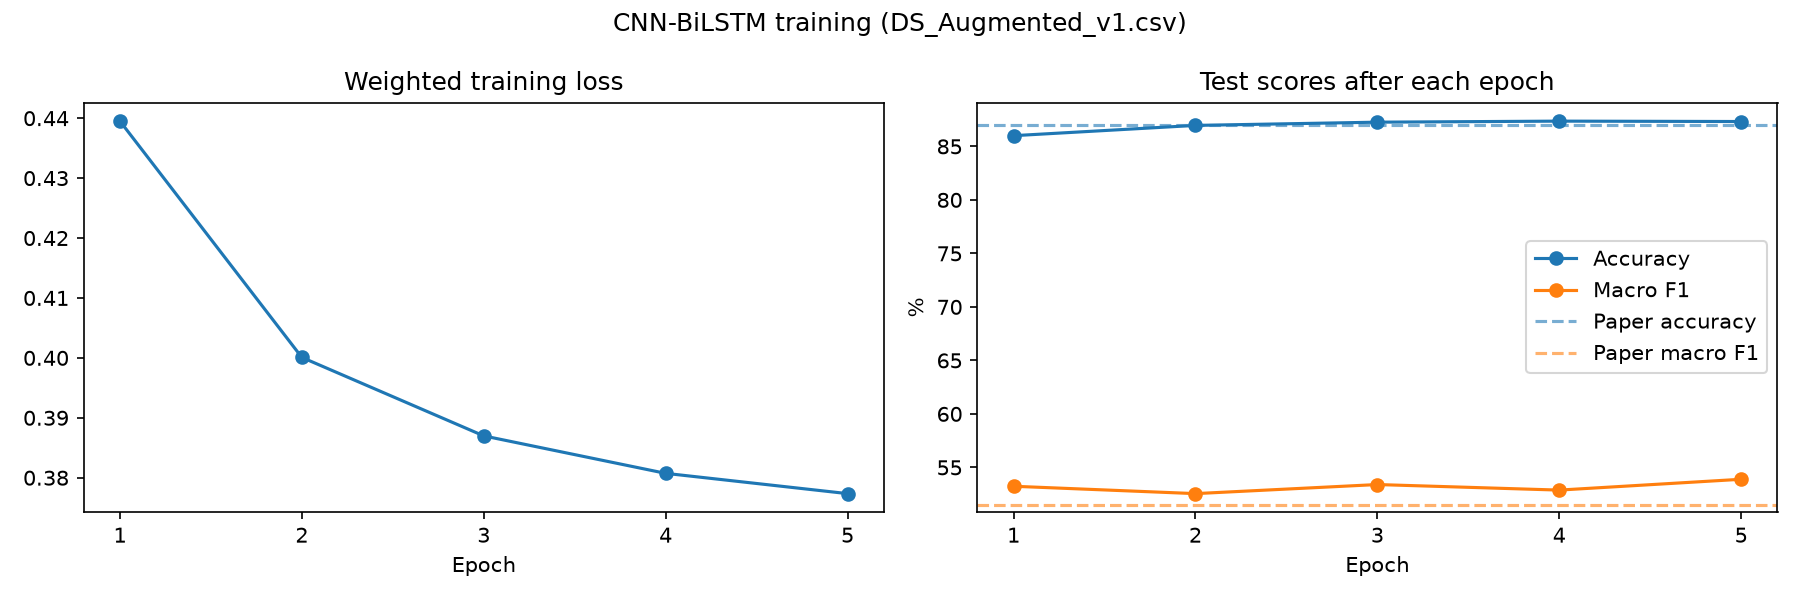 CNN-BiLSTM training (DS_Augmented_v1.csv)
Weighted training loss
0.44
0.43
0.42
0.41
0.40
0.39
0.38
1 2 3 4 5
Epoch
Test scores after each epoch
%
85
80
75
70
65
60
55
Accuracy
Macro F1
Paper accuracy
Paper macro F1
1 2 3 4 5
Epoch